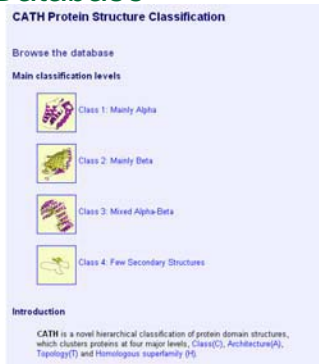 CATH Protein Structure Classification
Browse the database
Main classification levels
Class 1: Mainly Alpha
Class 2: Mainly Beta
Class 3: Mixed Alpha-Beta
Class 4: Few Secondary Structures
Introduction
CATH is a novel hierarchical classification of protein domain structures,
which clusters proteins at four major levels, Class(C), Architecture(A),
Topology(T) and Homologous superfamily (H).